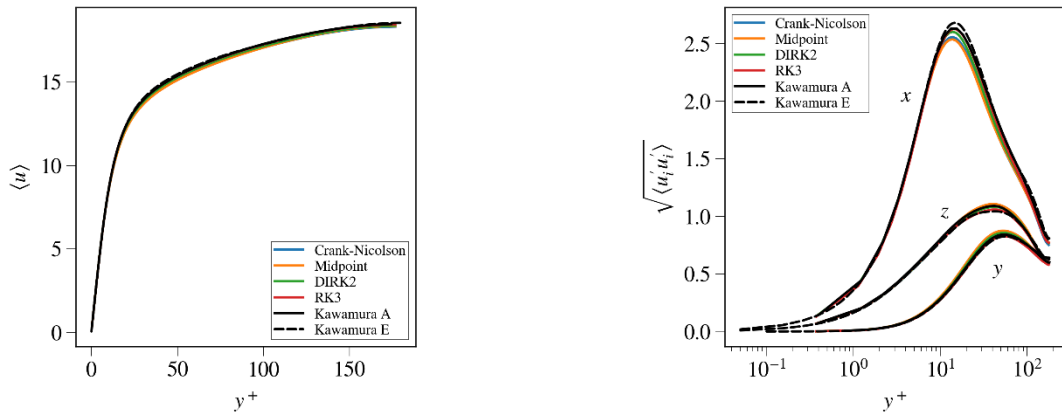 15
10
5
0
⟨u⟩
0
50
100
150
y⁺
Crank-Nicolson
Midpoint
DIRK2
RK3
Kawamura A
Kawamura E
2.5
2.0
1.5
1.0
0.5
0.0
√⟨u′ᵢu′ᵢ⟩
10⁻¹
10⁰
10¹
10²
y⁺
Crank-Nicolson
Midpoint
DIRK2
RK3
Kawamura A
Kawamura E
x
z
y